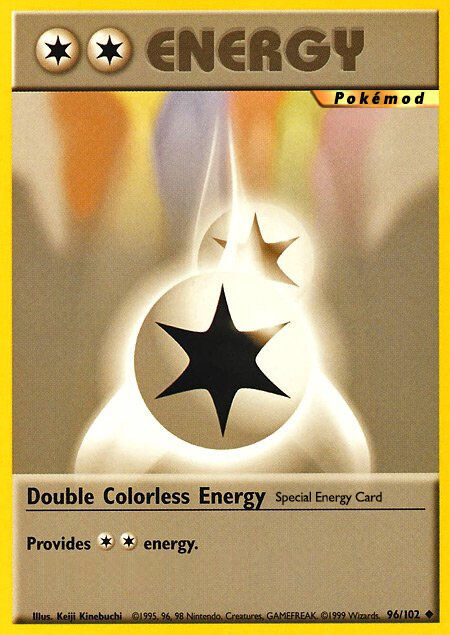 ENERGY
Pokémod
Double Colorless Energy Special Energy Card
Provides energy.
Illus. Keiji Kinebuchi ©1995, 96, 98 Nintendo, Creatures, GAMEFREAK. ©1999 Wizards. 96/102